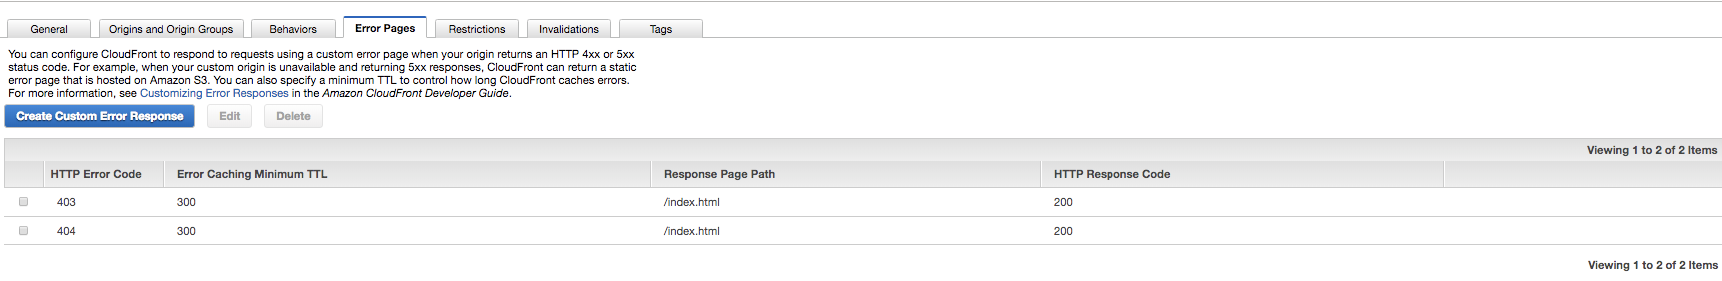 General Origins and Origin Groups Behaviors Error Pages Restrictions Invalidations Tags
You can configure CloudFront to respond to requests using a custom error page when your origin returns an HTTP 4xx or 5xx
status code. For example, when your custom origin is unavailable and returning 5xx responses, CloudFront can return a static
error page that is hosted on Amazon S3. You can also specify a minimum TTL to control how long CloudFront caches errors.
For more information, see Customizing Error Responses in the Amazon CloudFront Developer Guide.
Create Custom Error Response Edit Delete
Viewing 1 to 2 of 2 Items
HTTP Error Code Error Caching Minimum TTL Response Page Path HTTP Response Code
403 300 /index.html 200
404 300 /index.html 200
Viewing 1 to 2 of 2 Items